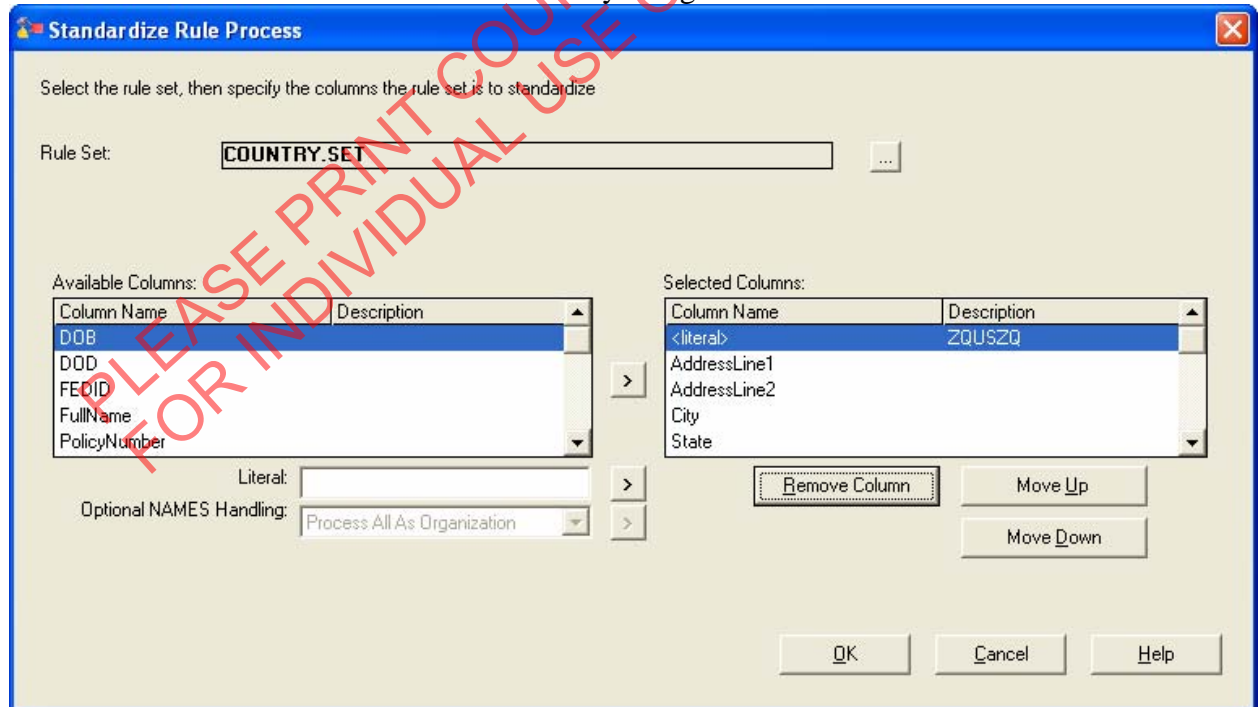 Standardize Rule Process
Select the rule set, then specify the columns the rule set is to standardize
Rule Set: COUNTRY.SET ...
Available Columns:
Column Name Description
DOB
DOD
FEDID
FullName
PolicyNumber
>
Selected Columns:
Column Name Description
<literal> ZQUSZQ
AddressLine1
AddressLine2
City
State
Literal: >
Optional NAMES Handling: Process All As Organization >
Remove Column Move Up
Move Down
OK Cancel Help
PLEASE PRINT COU
FOR INDIVIDUAL USE